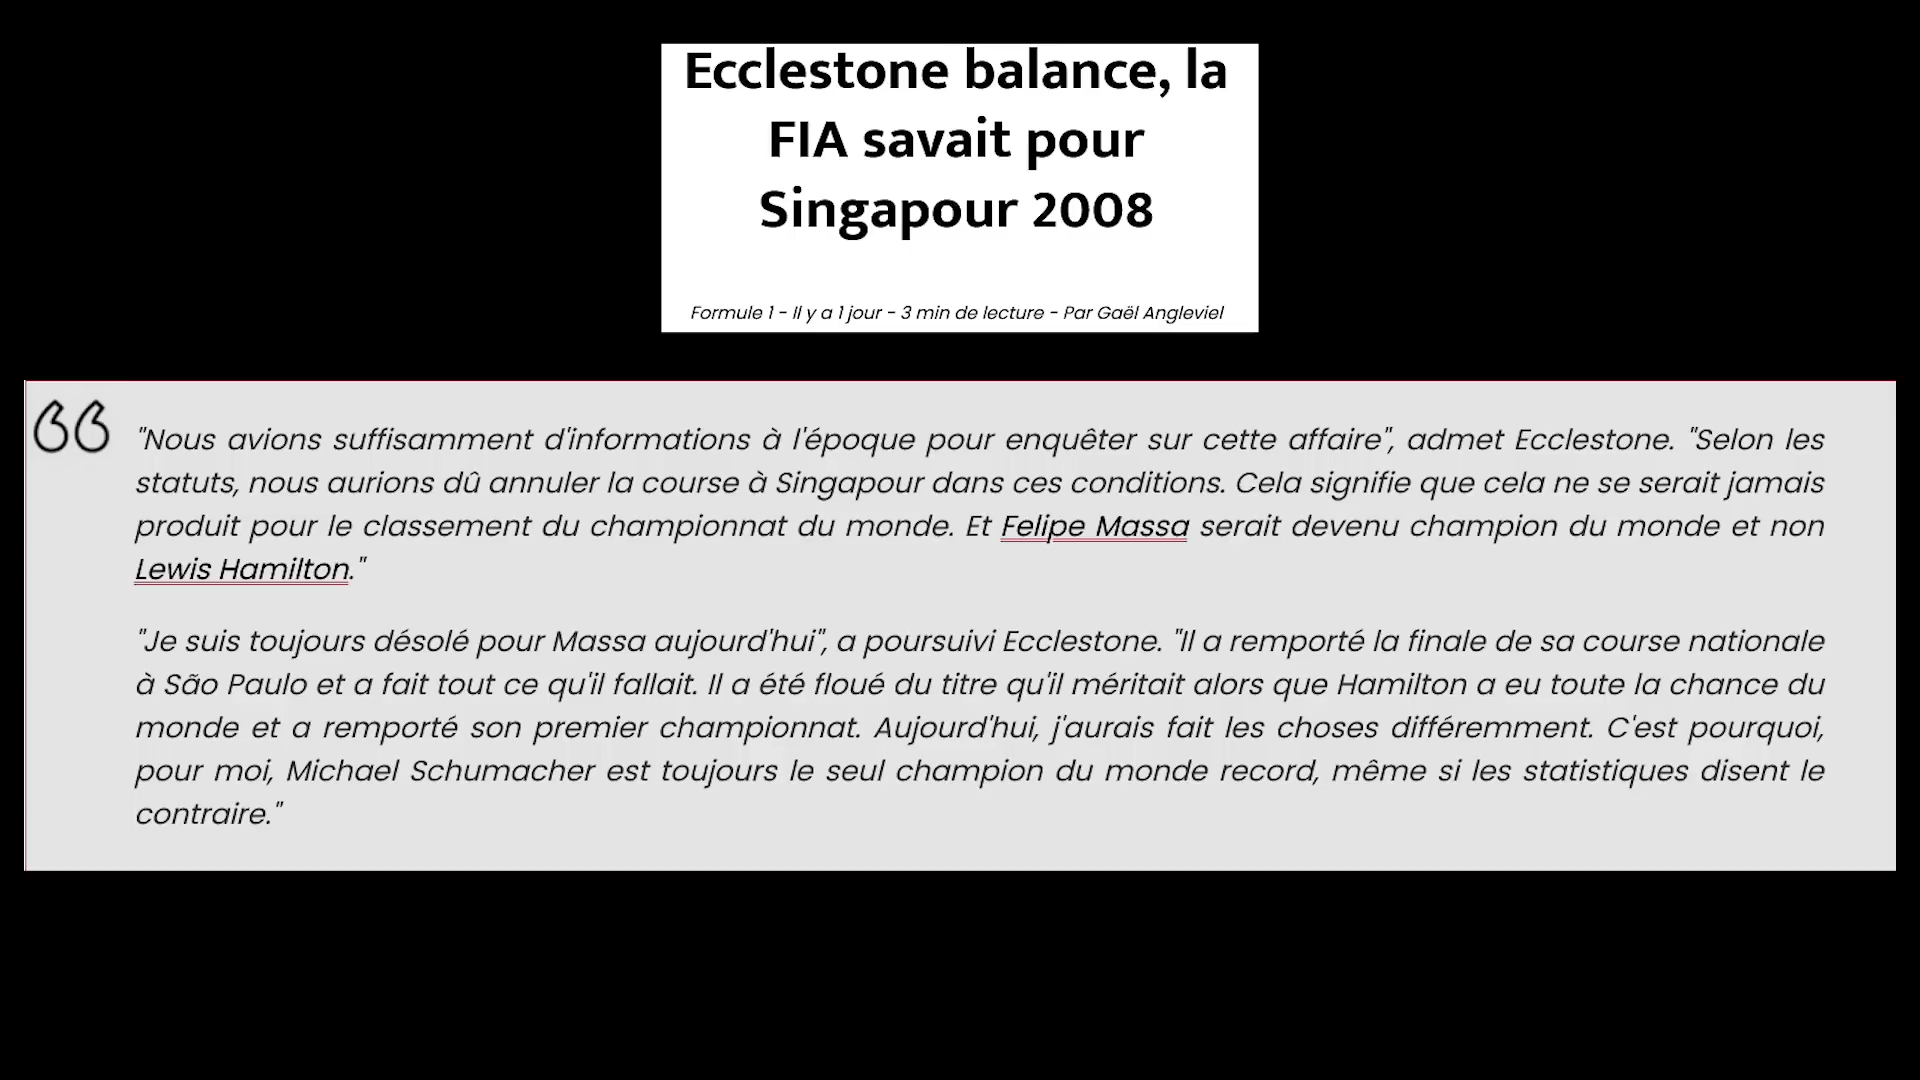 Ecclestone balance, la
FIA savait pour
Singapour 2008
Formule 1 - Il y a 1 jour - 3 min de lecture - Par Gaël Angleviel
"Nous avions suffisamment d'informations à l'époque pour enquêter sur cette affaire", admet Ecclestone. "Selon les
statuts, nous aurions dû annuler la course à Singapour dans ces conditions. Cela signifie que cela ne se serait jamais
produit pour le classement du championnat du monde. Et Felipe Massa serait devenu champion du monde et non
Lewis Hamilton."
"Je suis toujours désolé pour Massa aujourd'hui", a poursuivi Ecclestone. "Il a remporté la finale de sa course nationale
à São Paulo et a fait tout ce qu'il fallait. Il a été floué du titre qu'il méritait alors que Hamilton a eu toute la chance du
monde et a remporté son premier championnat. Aujourd'hui, j'aurais fait les choses différemment. C'est pourquoi,
pour moi, Michael Schumacher est toujours le seul champion du monde record, même si les statistiques disent le
contraire."